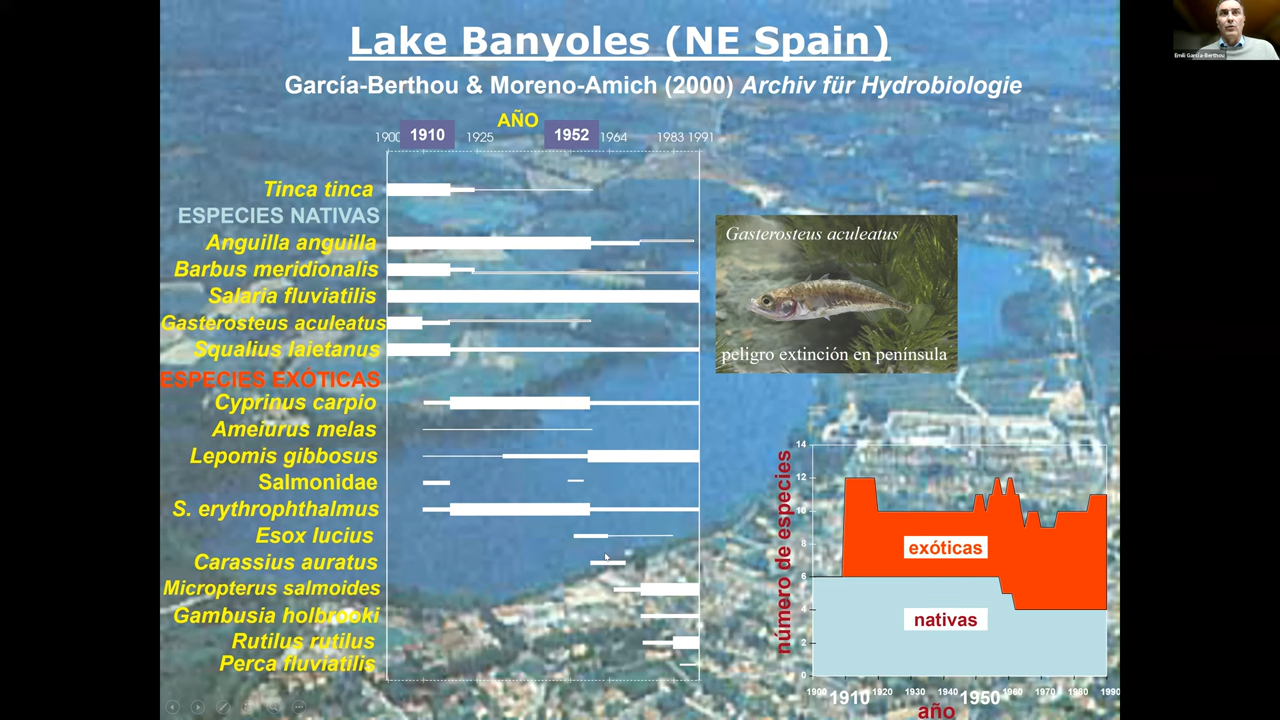 Lake Banyoles (NE Spain)
García-Berthou & Moreno-Amich (2000) Archiv für Hydrobiologie
Emili García-Berthou
AÑO
1900 1910 1925 1952 1964 1983 1991
Tinca tinca
ESPECIES NATIVAS
Anguilla anguilla
Barbus meridionalis
Salaria fluviatilis
Gasterosteus aculeatus
Squalius laietanus
ESPECIES EXÓTICAS
Cyprinus carpio
Ameiurus melas
Lepomis gibbosus
Salmonidae
S. erythrophthalmus
Esox lucius
Carassius auratus
Micropterus salmoides
Gambusia holbrooki
Rutilus rutilus
Perca fluviatilis
Gasterosteus aculeatus
peligro extinción en península
número de especies
14
12
10
8
6
4
2
0
exóticas
nativas
1900 1910 1920 1930 1940 1950 1960 1970 1980 1990
año